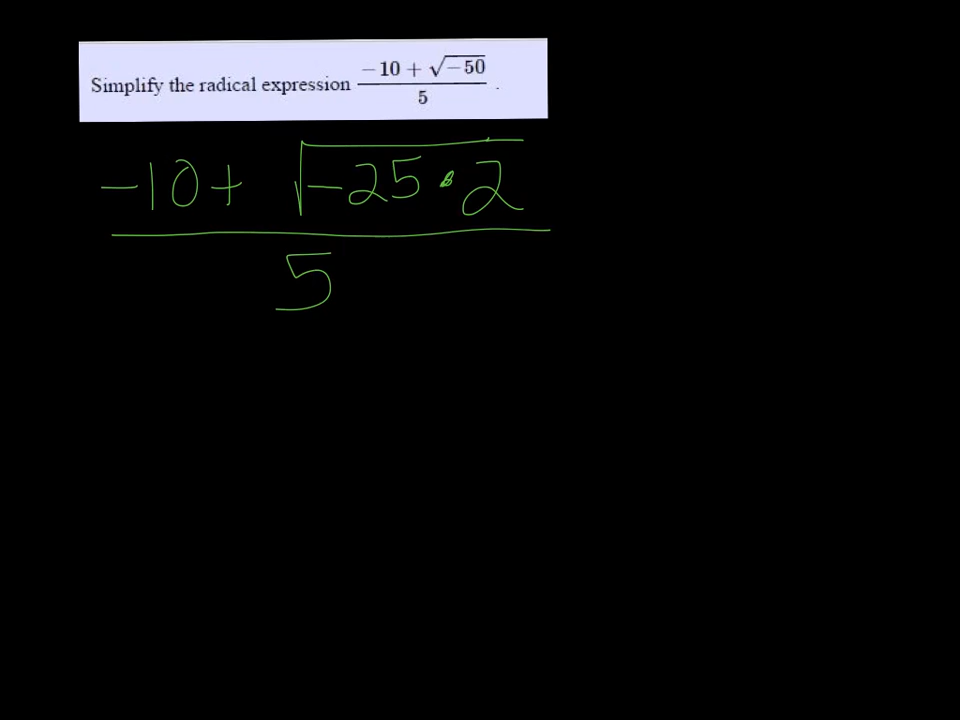 Simplify the radical expression (−10 + √−50)/5 .
−10 + √−25 · 2
5